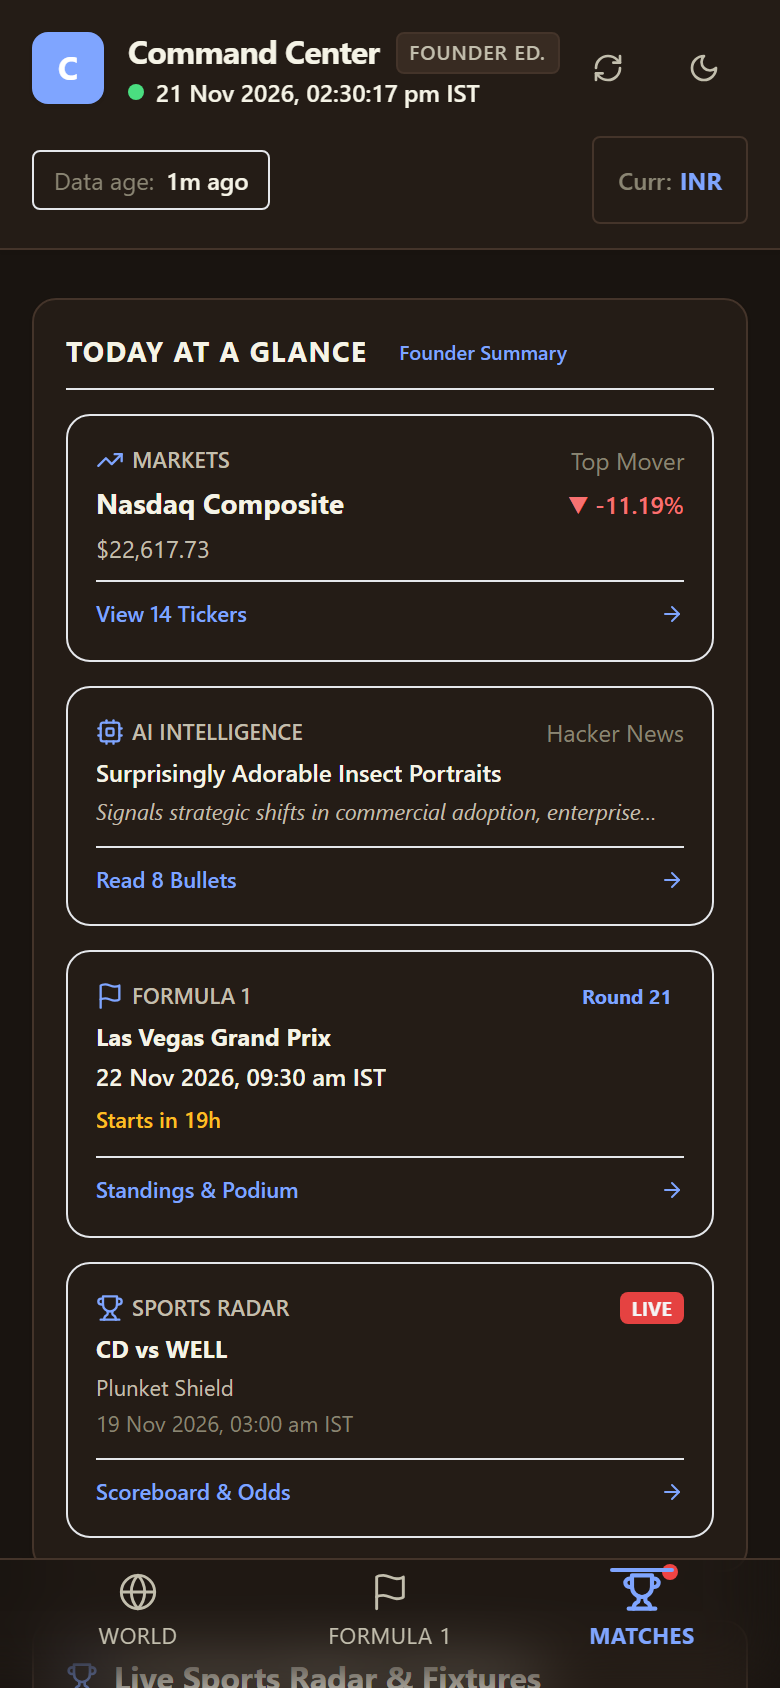 C
Command Center FOUNDER ED.
21 Nov 2026, 02:30:17 pm IST
Data age: 1m ago
Curr: INR
TODAY AT A GLANCE Founder Summary
MARKETS Top Mover
Nasdaq Composite ▼ -11.19%
$22,617.73
View 14 Tickers →
AI INTELLIGENCE Hacker News
Surprisingly Adorable Insect Portraits
Signals strategic shifts in commercial adoption, enterprise...
Read 8 Bullets →
FORMULA 1 Round 21
Las Vegas Grand Prix
22 Nov 2026, 09:30 am IST
Starts in 19h
Standings & Podium →
SPORTS RADAR LIVE
CD vs WELL
Plunket Shield
19 Nov 2026, 03:00 am IST
Scoreboard & Odds →
WORLD FORMULA 1 MATCHES
Live Sports Radar & Fixtures